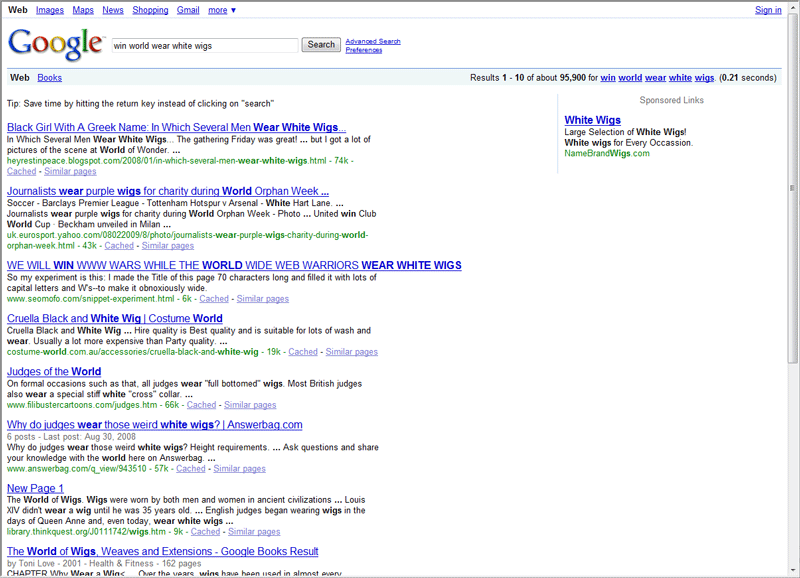 Web Images Maps News Shopping Gmail more ▼ Sign in
Google win world wear white wigs Search Advanced Search
Preferences
Web Books Results 1 - 10 of about 95,900 for win world wear white wigs. (0.21 seconds)
Tip: Save time by hitting the return key instead of clicking on "search"
Black Girl With A Greek Name: In Which Several Men Wear White Wigs...
In Which Several Men Wear White Wigs... The gathering Friday was great! ... but I got a lot of
pictures of the scene at World of Wonder. ...
heyrestinpeace.blogspot.com/2008/01/in-which-several-men-wear-white-wigs.html - 74k -
Cached - Similar pages
Journalists wear purple wigs for charity during World Orphan Week ...
Soccer - Barclays Premier League - Tottenham Hotspur v Arsenal - White Hart Lane. ...
Journalists wear purple wigs for charity during World Orphan Week - Photo ... United win Club
World Cup · Beckham unveiled in Milan ...
uk.eurosport.yahoo.com/08022009/8/photo/journalists-wear-purple-wigs-charity-during-world-
orphan-week.html - 43k - Cached - Similar pages
WE WILL WIN WWW WARS WHILE THE WORLD WIDE WEB WARRIORS WEAR WHITE WIGS
So my experiment is this: I made the Title of this page 70 characters long and filled it with lots of
capital letters and W's--to make it obnoxiously wide.
www.seomofo.com/snippet-experiment.html - 6k - Cached - Similar pages
Cruella Black and White Wig | Costume World
Cruella Black and White Wig ... Hire quality is Best quality and is suitable for lots of wash and
wear. Usually a lot more expensive than Party quality. ...
costume-world.com.au/accessories/cruella-black-and-white-wig - 19k - Cached - Similar pages
Judges of the World
On formal occasions such as that, all judges wear "full bottomed" wigs. Most British judges
also wear a special stiff white "cross" collar. ...
www.filibustercartoons.com/judges.htm - 66k - Cached - Similar pages
Why do judges wear those weird white wigs? | Answerbag.com
6 posts - Last post: Aug 30, 2008
Why do judges wear those weird white wigs? Height requirements. ... Ask questions and share
your knowledge with the world here on Answerbag. ...
www.answerbag.com/q_view/943510 - 57k - Cached - Similar pages
New Page 1
The World of Wigs. Wigs were worn by both men and women in ancient civilizations ... Louis
XIV didn't wear a wig until he was 35 years old. ... English judges began wearing wigs in the
days of Queen Anne and, even today, wear white wigs ...
library.thinkquest.org/J0111742/wigs.htm - 9k - Cached - Similar pages
The World of Wigs, Weaves and Extensions - Google Books Result
by Toni Love - 2001 - Health & Fitness - 162 pages
CHAPTER Why Wear a Wig< ... Over the years, wigs have been used in almost every
Sponsored Links
White Wigs
Large Selection of White Wigs!
White wigs for Every Occassion.
NameBrandWigs.com